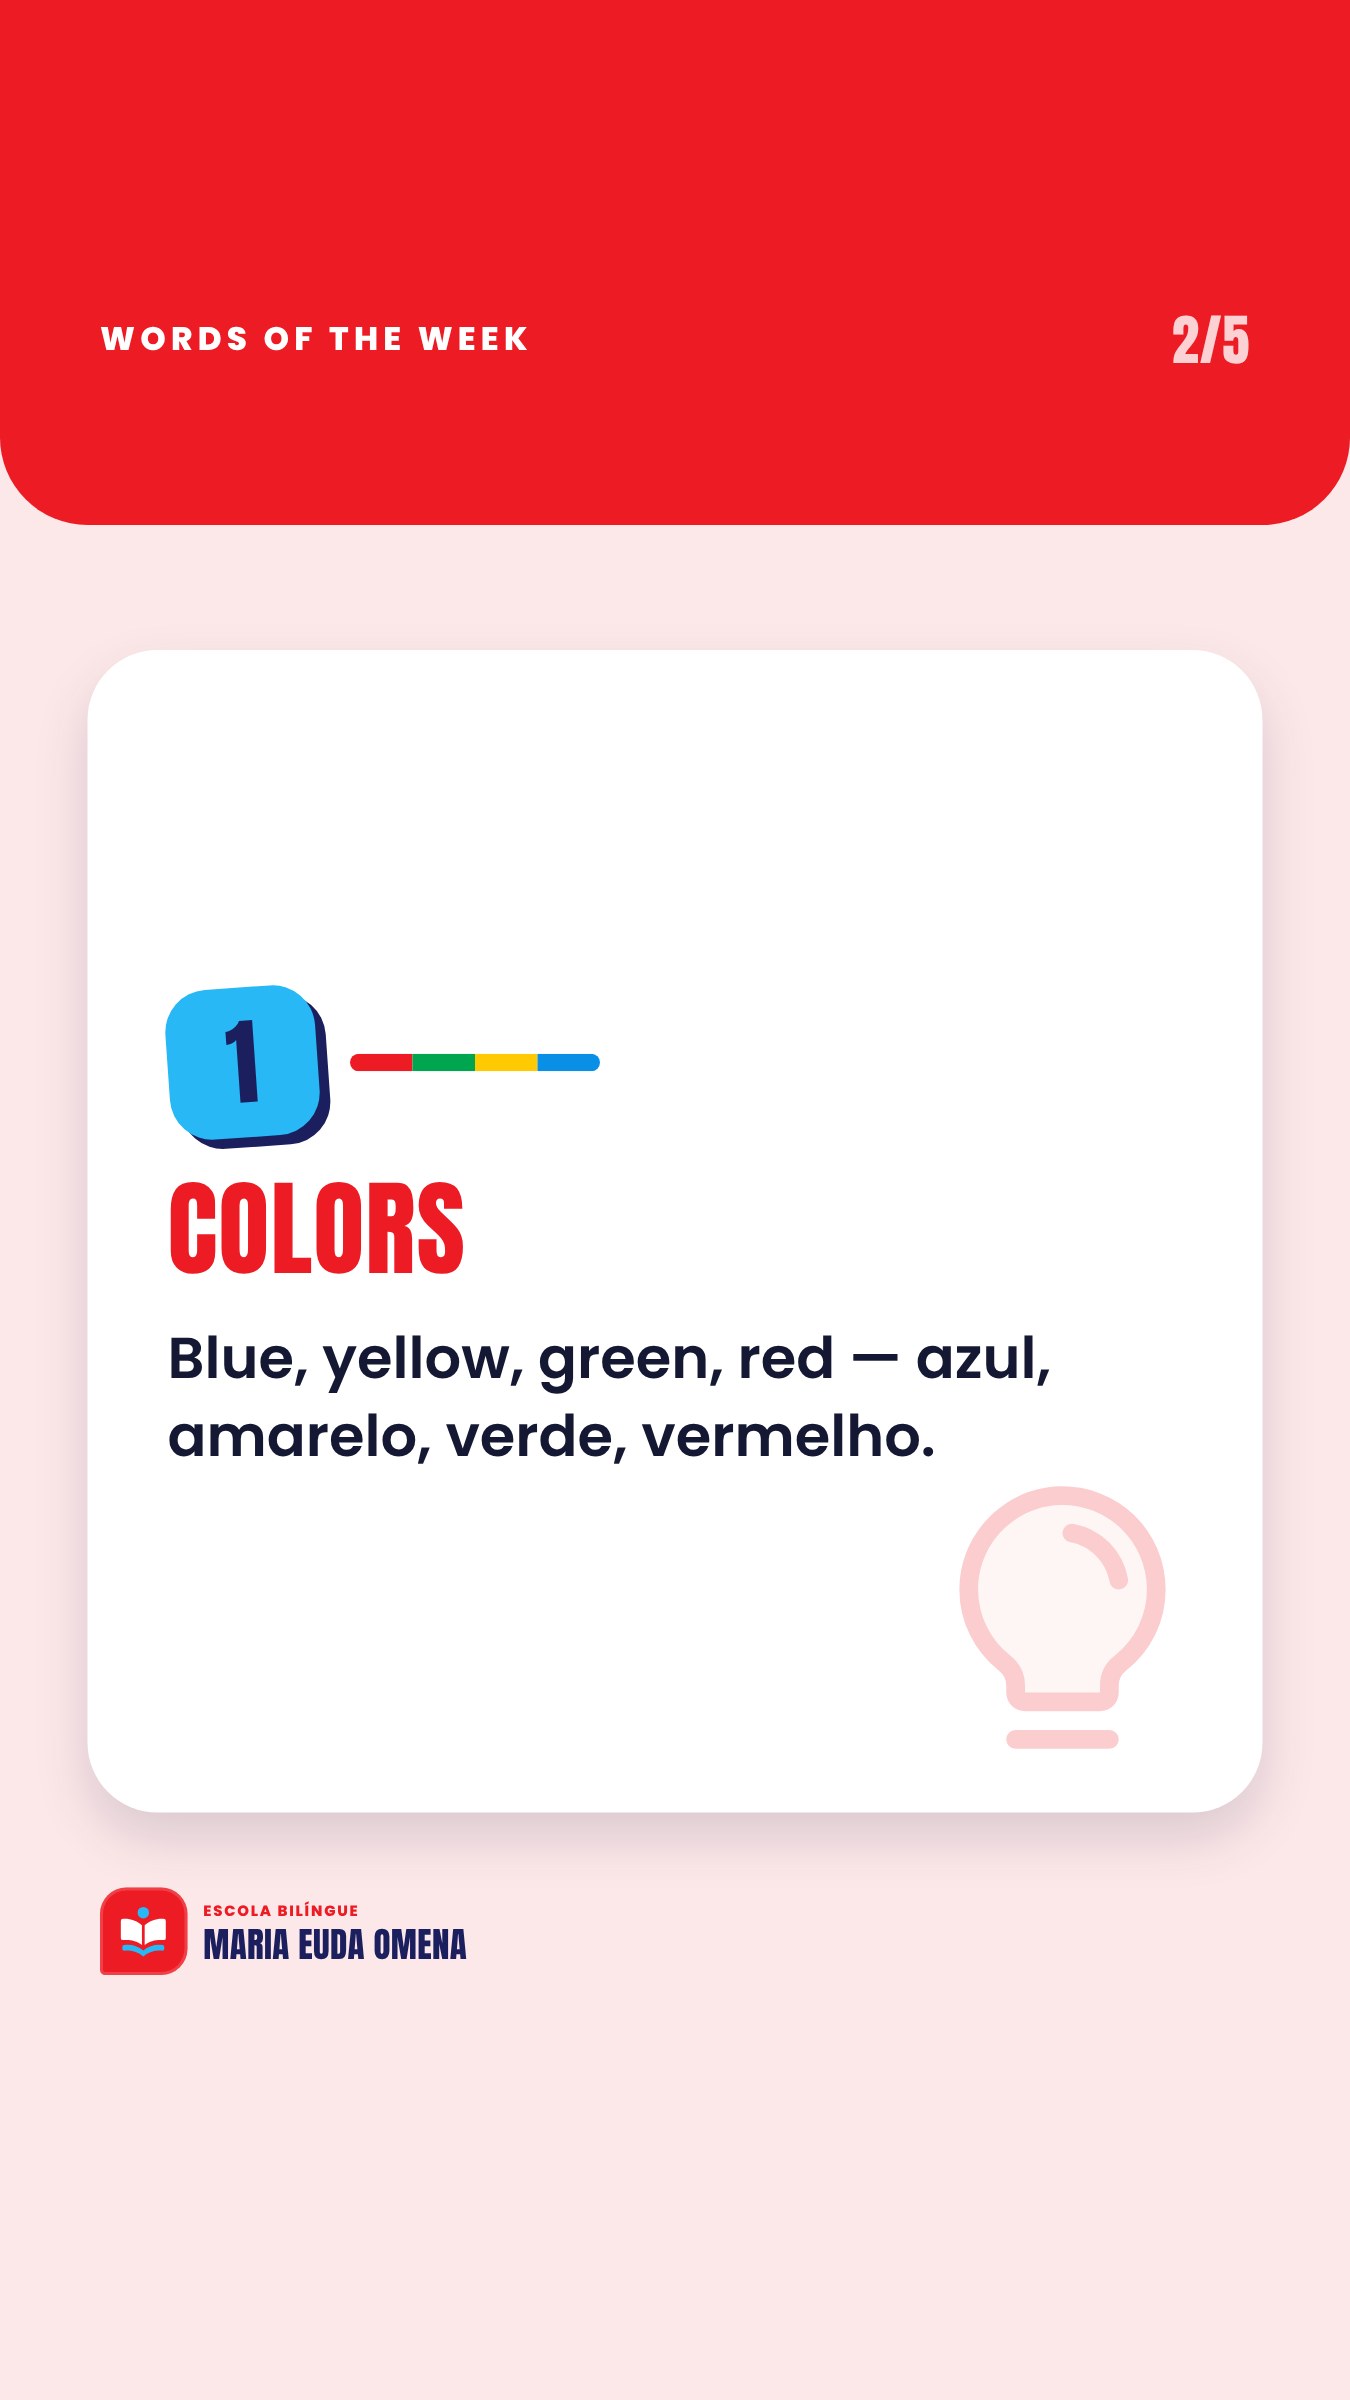 WORDS OF THE WEEK
2/5
1
COLORS
Blue, yellow, green, red — azul,
amarelo, verde, vermelho.
ESCOLA BILÍNGUE
MARIA EUDA OMENA